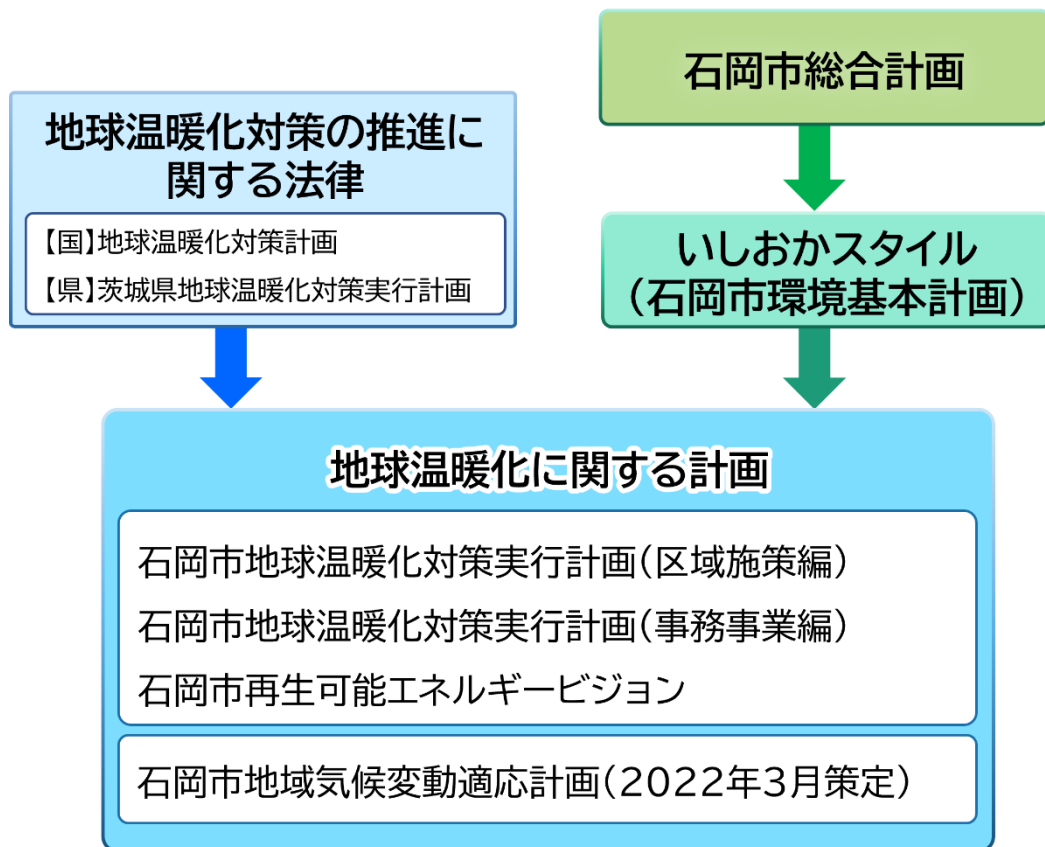 石岡市総合計画
地球温暖化対策の推進に
関する法律
【国】地球温暖化対策計画
【県】茨城県地球温暖化対策実行計画
いしおかスタイル
（石岡市環境基本計画）
地球温暖化に関する計画
石岡市地球温暖化対策実行計画（区域施策編）
石岡市地球温暖化対策実行計画（事務事業編）
石岡市再生可能エネルギービジョン
石岡市地域気候変動適応計画（2022年3月策定）